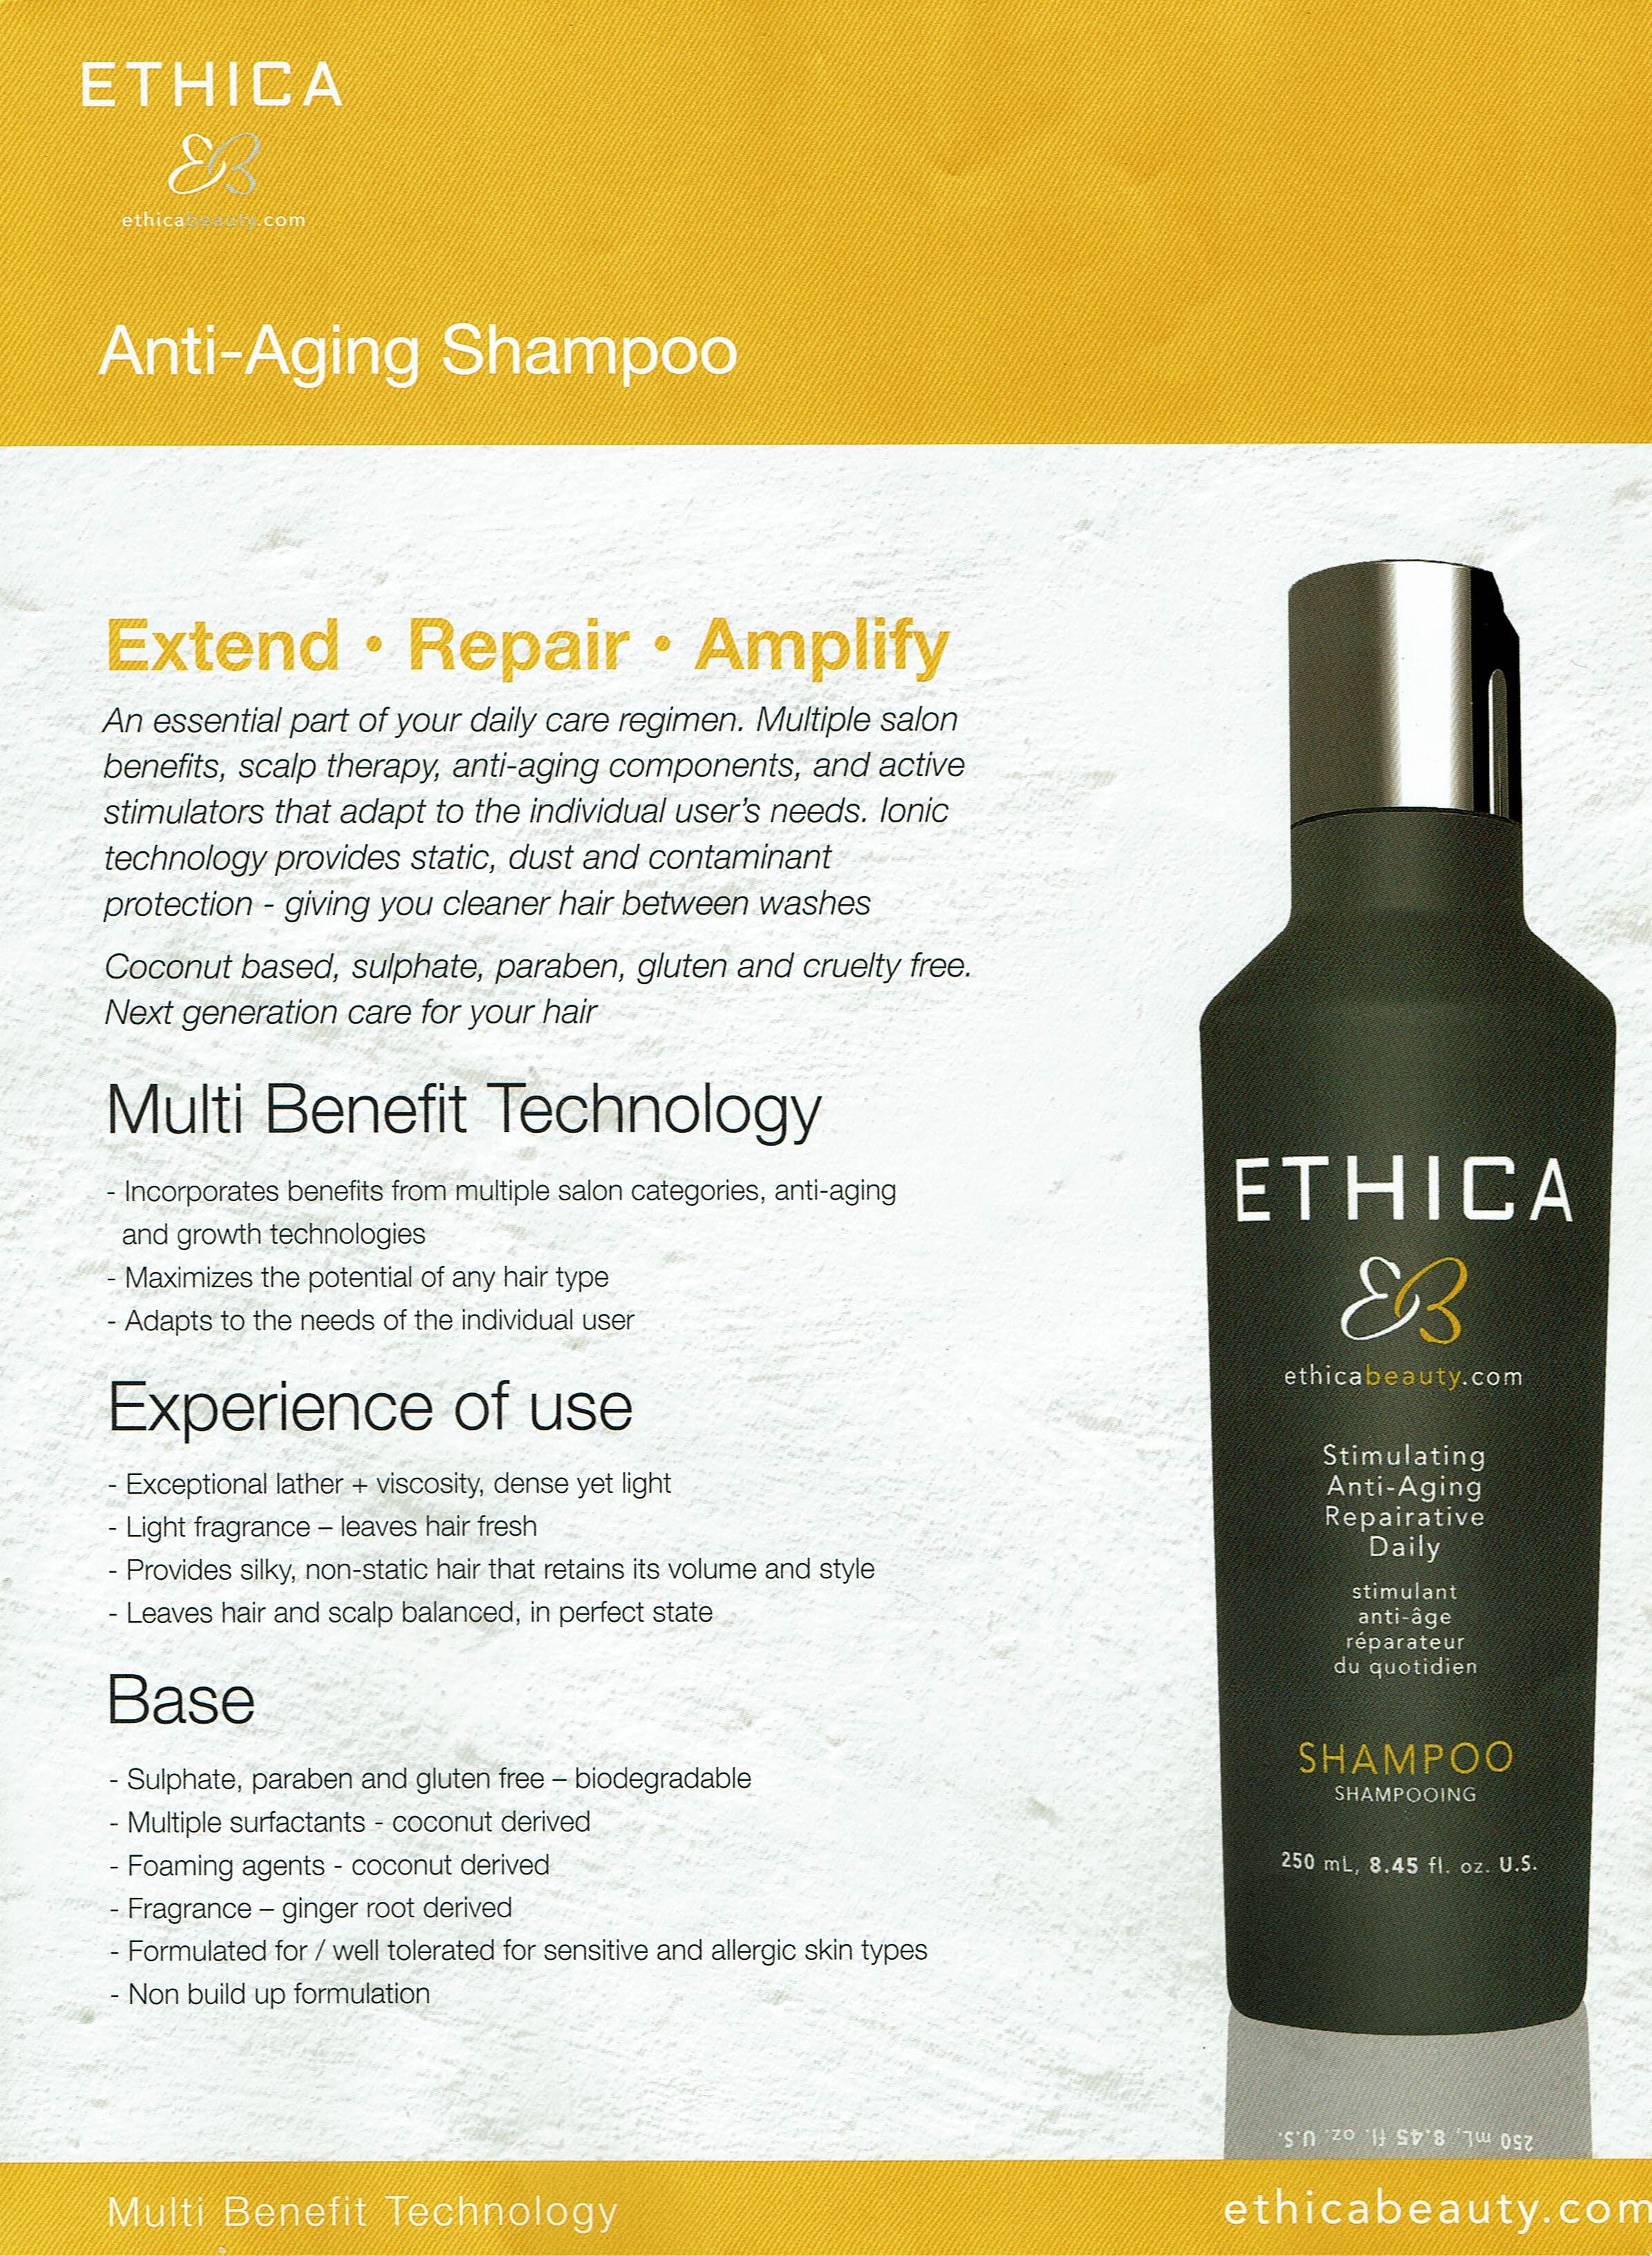 ETHICA
EB
ethicabeauty.com
Anti-Aging Shampoo
Extend • Repair • Amplify
An essential part of your daily care regimen. Multiple salon
benefits, scalp therapy, anti-aging components, and active
stimulators that adapt to the individual user's needs. Ionic
technology provides static, dust and contaminant
protection - giving you cleaner hair between washes
Coconut based, sulphate, paraben, gluten and cruelty free.
Next generation care for your hair
Multi Benefit Technology
- Incorporates benefits from multiple salon categories, anti-aging
and growth technologies
- Maximizes the potential of any hair type
- Adapts to the needs of the individual user
Experience of use
- Exceptional lather + viscosity, dense yet light
- Light fragrance – leaves hair fresh
- Provides silky, non-static hair that retains its volume and style
- Leaves hair and scalp balanced, in perfect state
Base
- Sulphate, paraben and gluten free – biodegradable
- Multiple surfactants - coconut derived
- Foaming agents - coconut derived
- Fragrance – ginger root derived
- Formulated for / well tolerated for sensitive and allergic skin types
- Non build up formulation
ETHICA
EB
ethicabeauty.com
Stimulating
Anti-Aging
Repairative
Daily
stimulant
anti-âge
réparateur
du quotidien
SHAMPOO
SHAMPOOING
250 mL, 8.45 fl. oz. U.S.
250 mL, 8.45 fl. oz. U.S.
Multi Benefit Technology
ethicabeauty.com